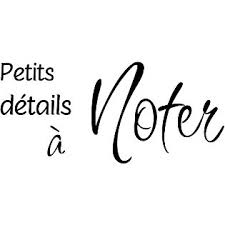 Petits
détails
à Noter